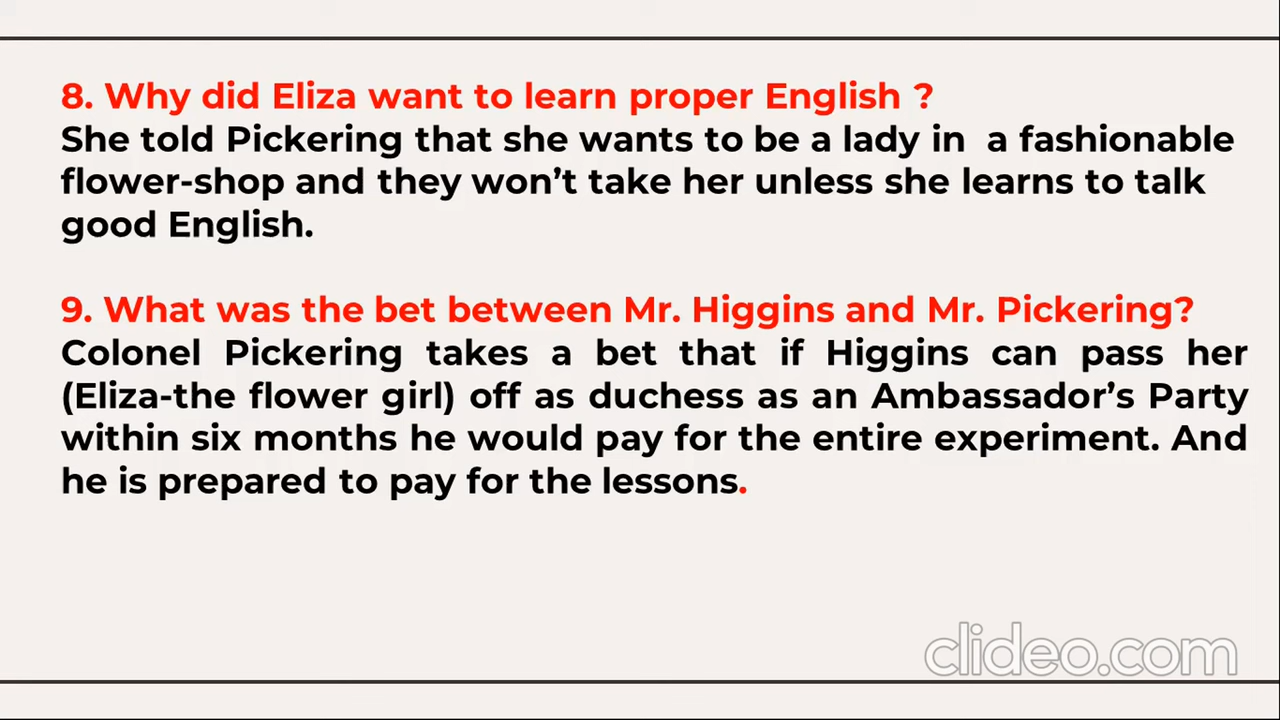 8. Why did Eliza want to learn proper English ?
She told Pickering that she wants to be a lady in  a fashionable
flower-shop and they won't take her unless she learns to talk
good English.
9. What was the bet between Mr. Higgins and Mr. Pickering?
Colonel Pickering takes a bet that if Higgins can pass her
(Eliza-the flower girl) off as duchess as an Ambassador's Party
within six months he would pay for the entire experiment. And
he is prepared to pay for the lessons.
clideo.com